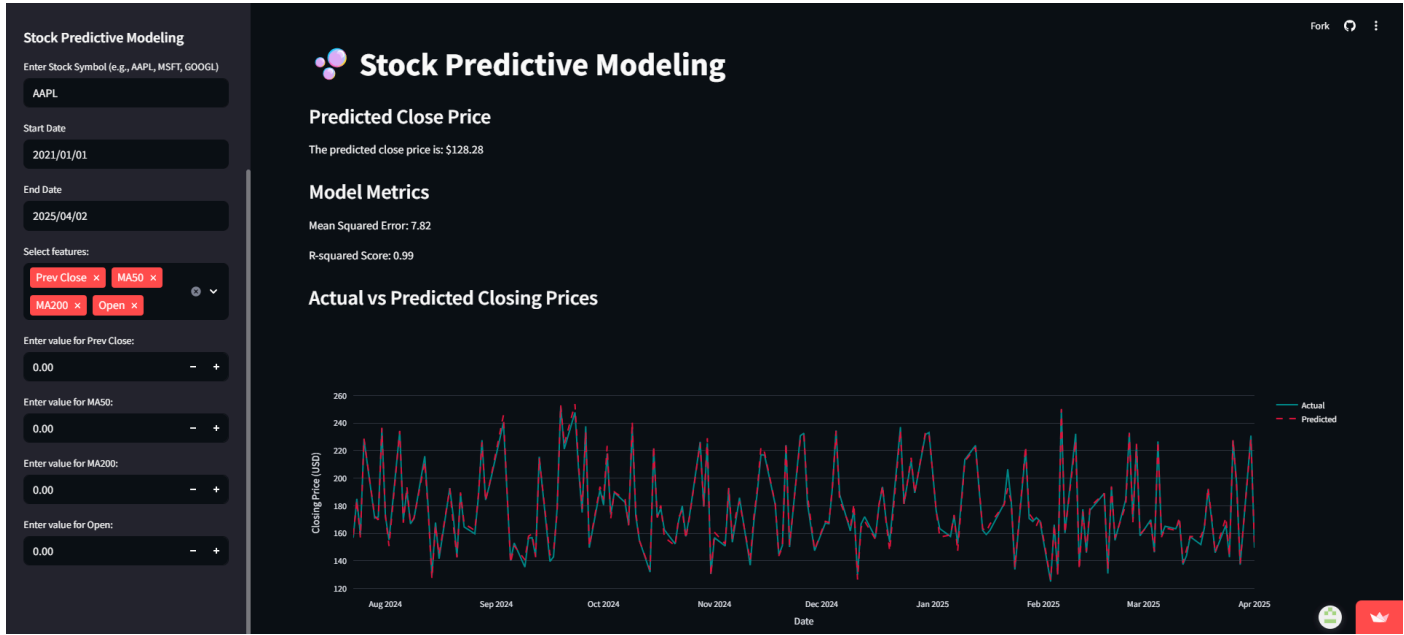 Stock Predictive Modeling
Enter Stock Symbol (e.g., AAPL, MSFT, GOOGL)
AAPL
Start Date
2021/01/01
End Date
2025/04/02
Select features:
Prev Close × MA50 ×
MA200 × Open ×
Enter value for Prev Close:
0.00 − +
Enter value for MA50:
0.00 − +
Enter value for MA200:
0.00 − +
Enter value for Open:
0.00 − +
Fork
Stock Predictive Modeling
Predicted Close Price
The predicted close price is: $128.28
Model Metrics
Mean Squared Error: 7.82
R-squared Score: 0.99
Actual vs Predicted Closing Prices
260
240
220
200
180
160
140
120
Closing Price (USD)
Aug 2024 Sep 2024 Oct 2024 Nov 2024 Dec 2024 Jan 2025 Feb 2025 Mar 2025 Apr 2025
Date
Actual
Predicted